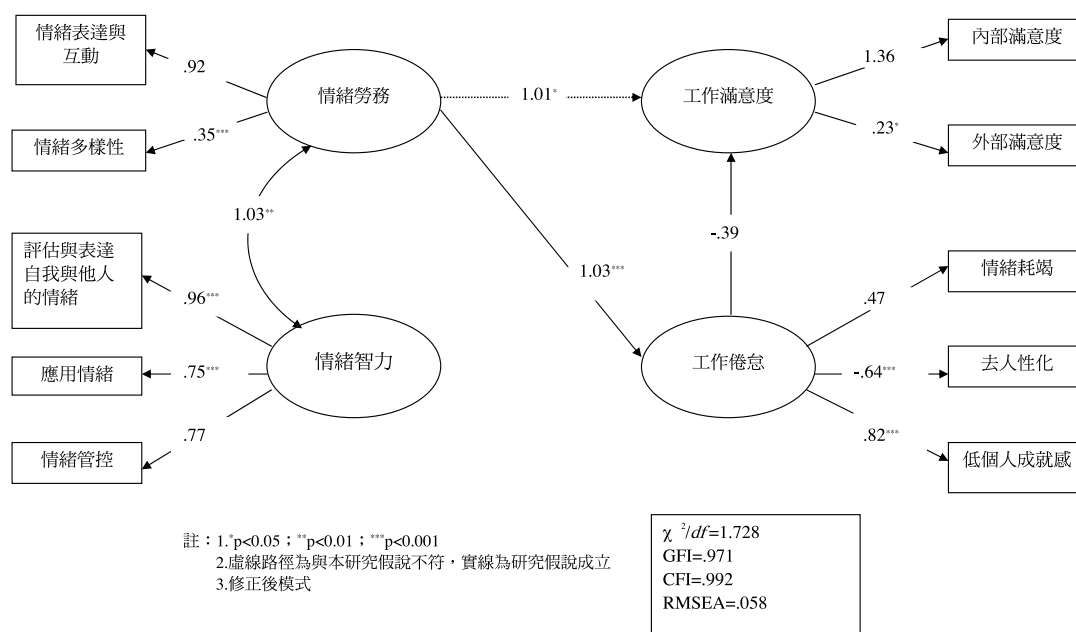 情緒表達與
互動
情緒多樣性
評估與表達
自我與他人
的情緒
應用情緒
情緒管控
.92
.35***
.96***
.75***
.77
情緒勞務
1.03**
情緒智力
1.01*
1.03***
-.39
工作滿意度
工作倦怠
1.36
.23*
.47
-.64***
.82***
內部滿意度
外部滿意度
情緒耗竭
去人性化
低個人成就感
註：1.*p<0.05；**p<0.01；***p<0.001
2.虛線路徑為與本研究假說不符，實線為研究假說成立
3.修正後模式
χ²/df=1.728
GFI=.971
CFI=.992
RMSEA=.058